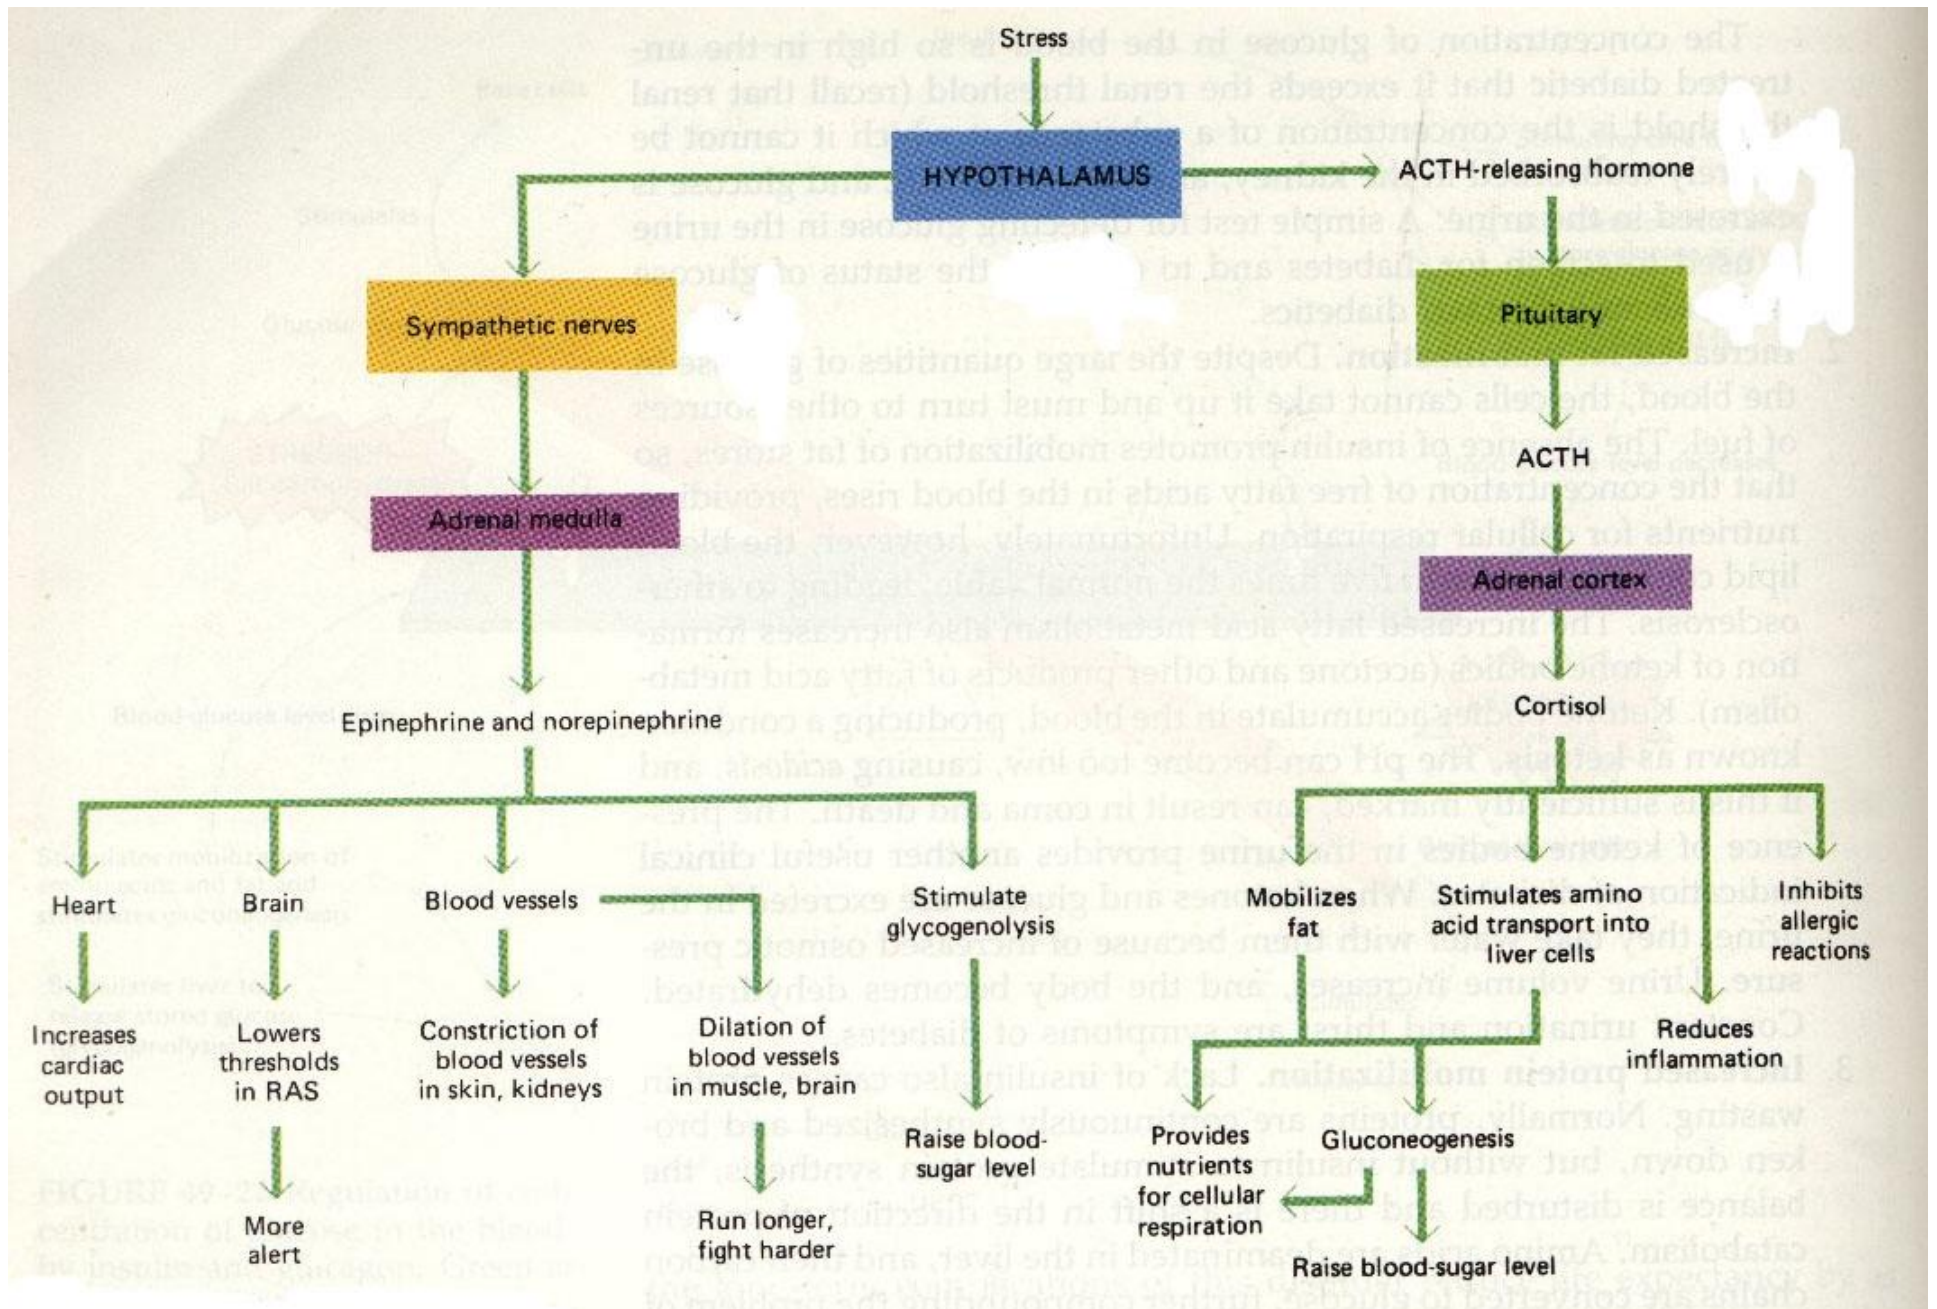 Stress
HYPOTHALAMUS
ACTH-releasing hormone
Sympathetic nerves
Pituitary
ACTH
Adrenal medulla
Adrenal cortex
Epinephrine and norepinephrine
Cortisol
Heart
Brain
Blood vessels
Stimulate
glycogenolysis
Mobilizes
fat
Stimulates amino
acid transport into
liver cells
Inhibits
allergic
reactions
Increases
cardiac
output
Lowers
thresholds
in RAS
Constriction of
blood vessels
in skin, kidneys
Dilation of
blood vessels
in muscle, brain
Reduces
inflammation
Raise blood-
sugar level
Provides
nutrients
for cellular
respiration
Gluconeogenesis
More
alert
Run longer,
fight harder
Raise blood-sugar level